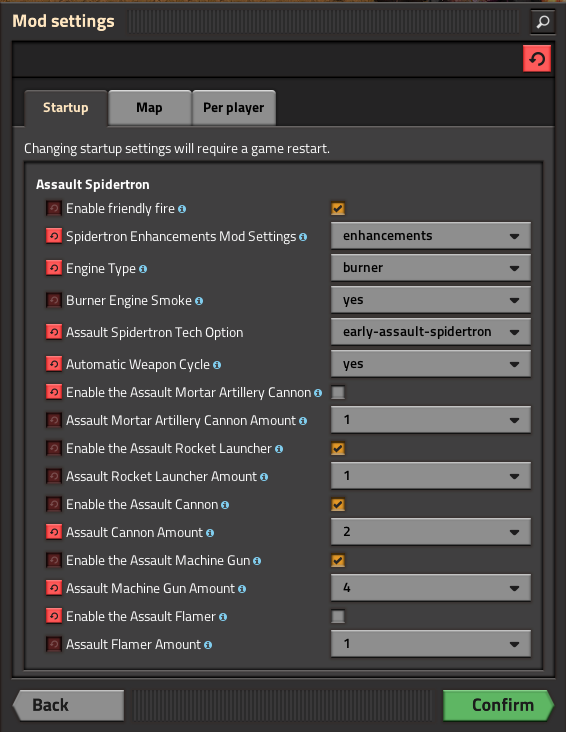 Mod settings
Startup Map Per player
Changing startup settings will require a game restart.
Assault Spidertron
Enable friendly fire
Spidertron Enhancements Mod Settings enhancements
Engine Type burner
Burner Engine Smoke yes
Assault Spidertron Tech Option early-assault-spidertron
Automatic Weapon Cycle yes
Enable the Assault Mortar Artillery Cannon
Assault Mortar Artillery Cannon Amount 1
Enable the Assault Rocket Launcher
Assault Rocket Launcher Amount 1
Enable the Assault Cannon
Assault Cannon Amount 2
Enable the Assault Machine Gun
Assault Machine Gun Amount 4
Enable the Assault Flamer
Assault Flamer Amount 1
Back Confirm